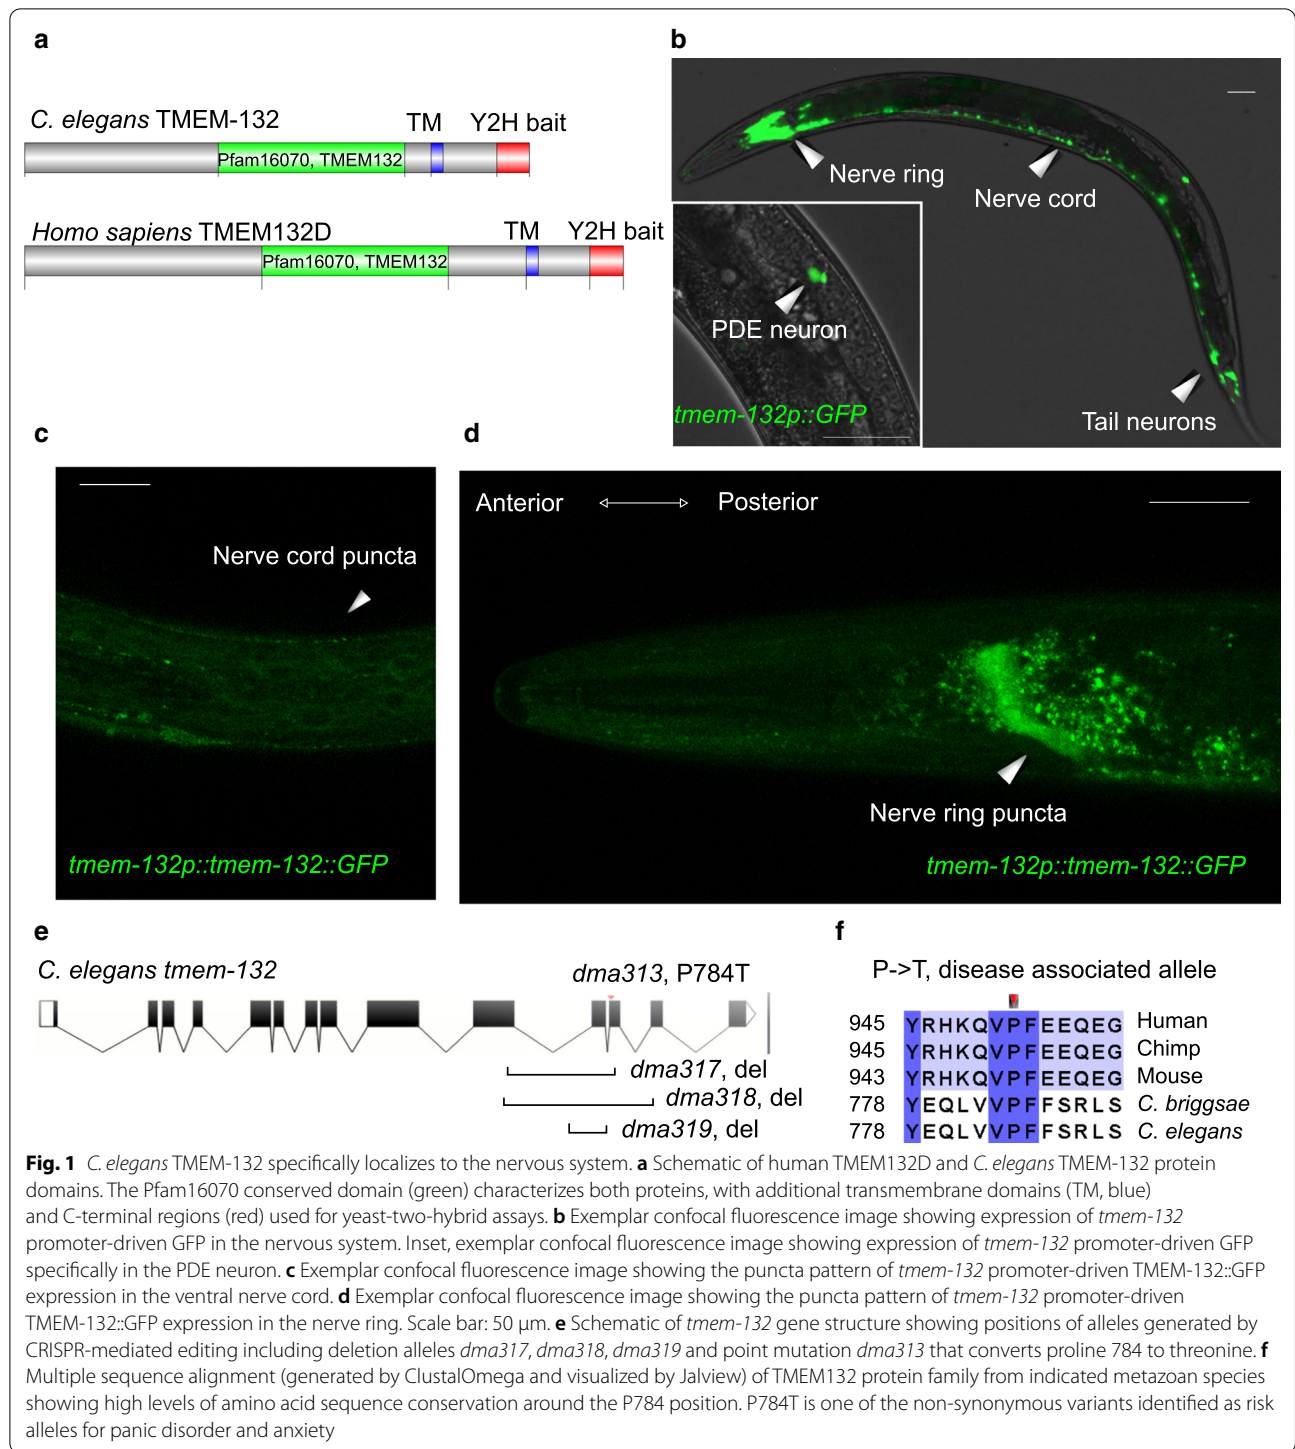 a
C. elegans TMEM-132
TM
Y2H bait
Pfam16070, TMEM132
Homo sapiens TMEM132D
TM
Y2H bait
Pfam16070, TMEM132
b
Nerve ring
Nerve cord
PDE neuron
tmem-132p::GFP
Tail neurons
c
Nerve cord puncta
tmem-132p::tmem-132::GFP
d
Anterior
Posterior
Nerve ring puncta
tmem-132p::tmem-132::GFP
e
C. elegans tmem-132
dma313, P784T
dma317, del
dma318, del
dma319, del
f
P->T, disease associated allele
945 YRHKQVPFEEQEG Human
945 YRHKQVPFEEQEG Chimp
943 YRHKQVPFEEQEG Mouse
778 YEQLVVPFFSRLS C. briggsae
778 YEQLVVPFFSRLS C. elegans
Fig. 1 C. elegans TMEM-132 specifically localizes to the nervous system. a Schematic of human TMEM132D and C. elegans TMEM-132 protein
domains. The Pfam16070 conserved domain (green) characterizes both proteins, with additional transmembrane domains (TM, blue)
and C-terminal regions (red) used for yeast-two-hybrid assays. b Exemplar confocal fluorescence image showing expression of tmem-132
promoter-driven GFP in the nervous system. Inset, exemplar confocal fluorescence image showing expression of tmem-132 promoter-driven GFP
specifically in the PDE neuron. c Exemplar confocal fluorescence image showing the puncta pattern of tmem-132 promoter-driven TMEM-132::GFP
expression in the ventral nerve cord. d Exemplar confocal fluorescence image showing the puncta pattern of tmem-132 promoter-driven
TMEM-132::GFP expression in the nerve ring. Scale bar: 50 μm. e Schematic of tmem-132 gene structure showing positions of alleles generated by
CRISPR-mediated editing including deletion alleles dma317, dma318, dma319 and point mutation dma313 that converts proline 784 to threonine. f
Multiple sequence alignment (generated by ClustalOmega and visualized by Jalview) of TMEM132 protein family from indicated metazoan species
showing high levels of amino acid sequence conservation around the P784 position. P784T is one of the non-synonymous variants identified as risk
alleles for panic disorder and anxiety